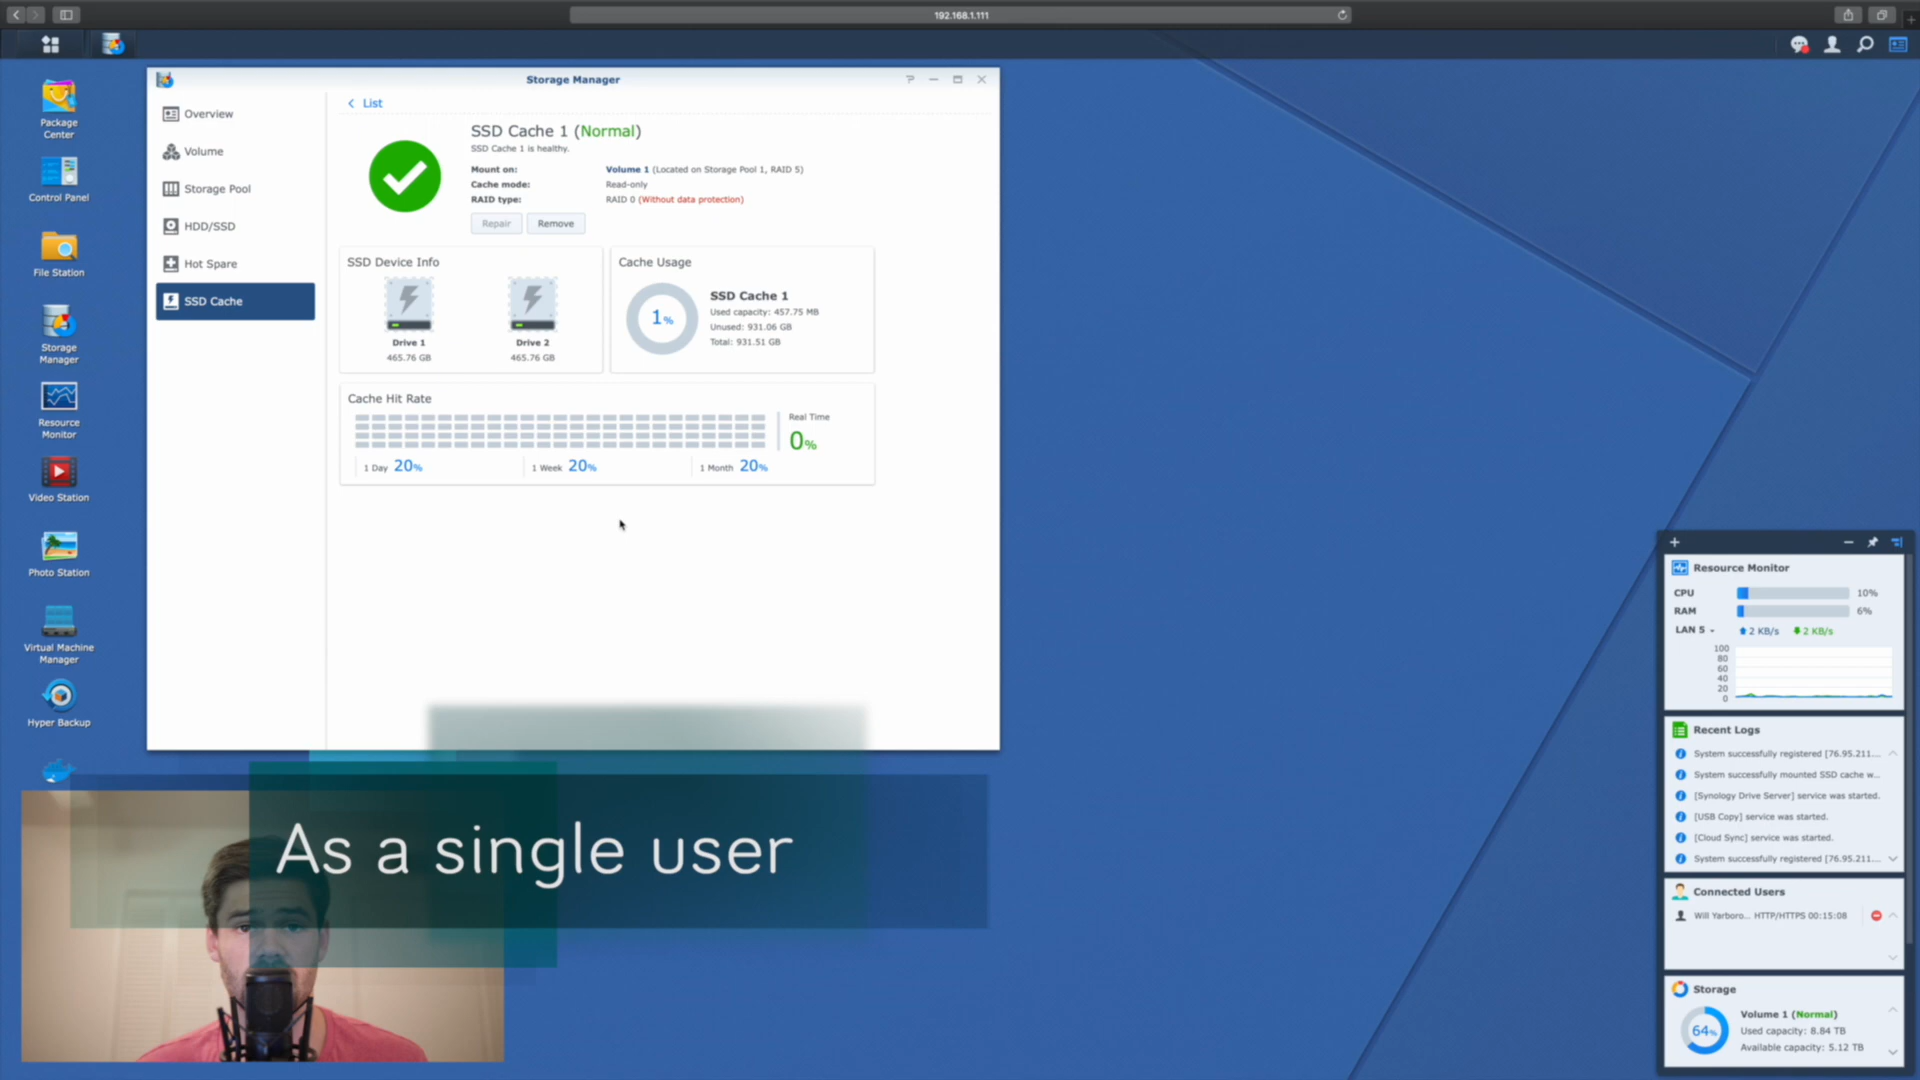 192.168.1.111
Storage Manager
Package
Center
Control Panel
File Station
Storage
Manager
Resource
Monitor
Video Station
Photo Station
Virtual Machine
Manager
Hyper Backup
Overview
Volume
Storage Pool
HDD/SSD
Hot Spare
SSD Cache
List
SSD Cache 1 (Normal)
SSD Cache 1 is healthy.
Mount on: Volume 1 (Located on Storage Pool 1, RAID 5)
Cache mode: Read-only
RAID type: RAID 0 (Without data protection)
Repair Remove
SSD Device Info
Drive 1
465.76 GB
Drive 2
465.76 GB
Cache Usage
1%
SSD Cache 1
Used capacity: 457.75 MB
Unused: 931.06 GB
Total: 931.51 GB
Cache Hit Rate
Real Time
0%
1 Day 20% 1 Week 20% 1 Month 20%
As a single user
Resource Monitor
CPU 10%
RAM 6%
LAN 5 2 KB/s 2 KB/s
100
80
60
40
20
0
Recent Logs
System successfully registered [76.95.211....
System successfully mounted SSD cache w...
[Synology Drive Server] service was started.
[USB Copy] service was started.
[Cloud Sync] service was started.
System successfully registered [76.95.211....
Connected Users
Will Yarboro... HTTP/HTTPS 00:15:08
Storage
64%
Volume 1 (Normal)
Used capacity: 8.84 TB
Available capacity: 5.12 TB